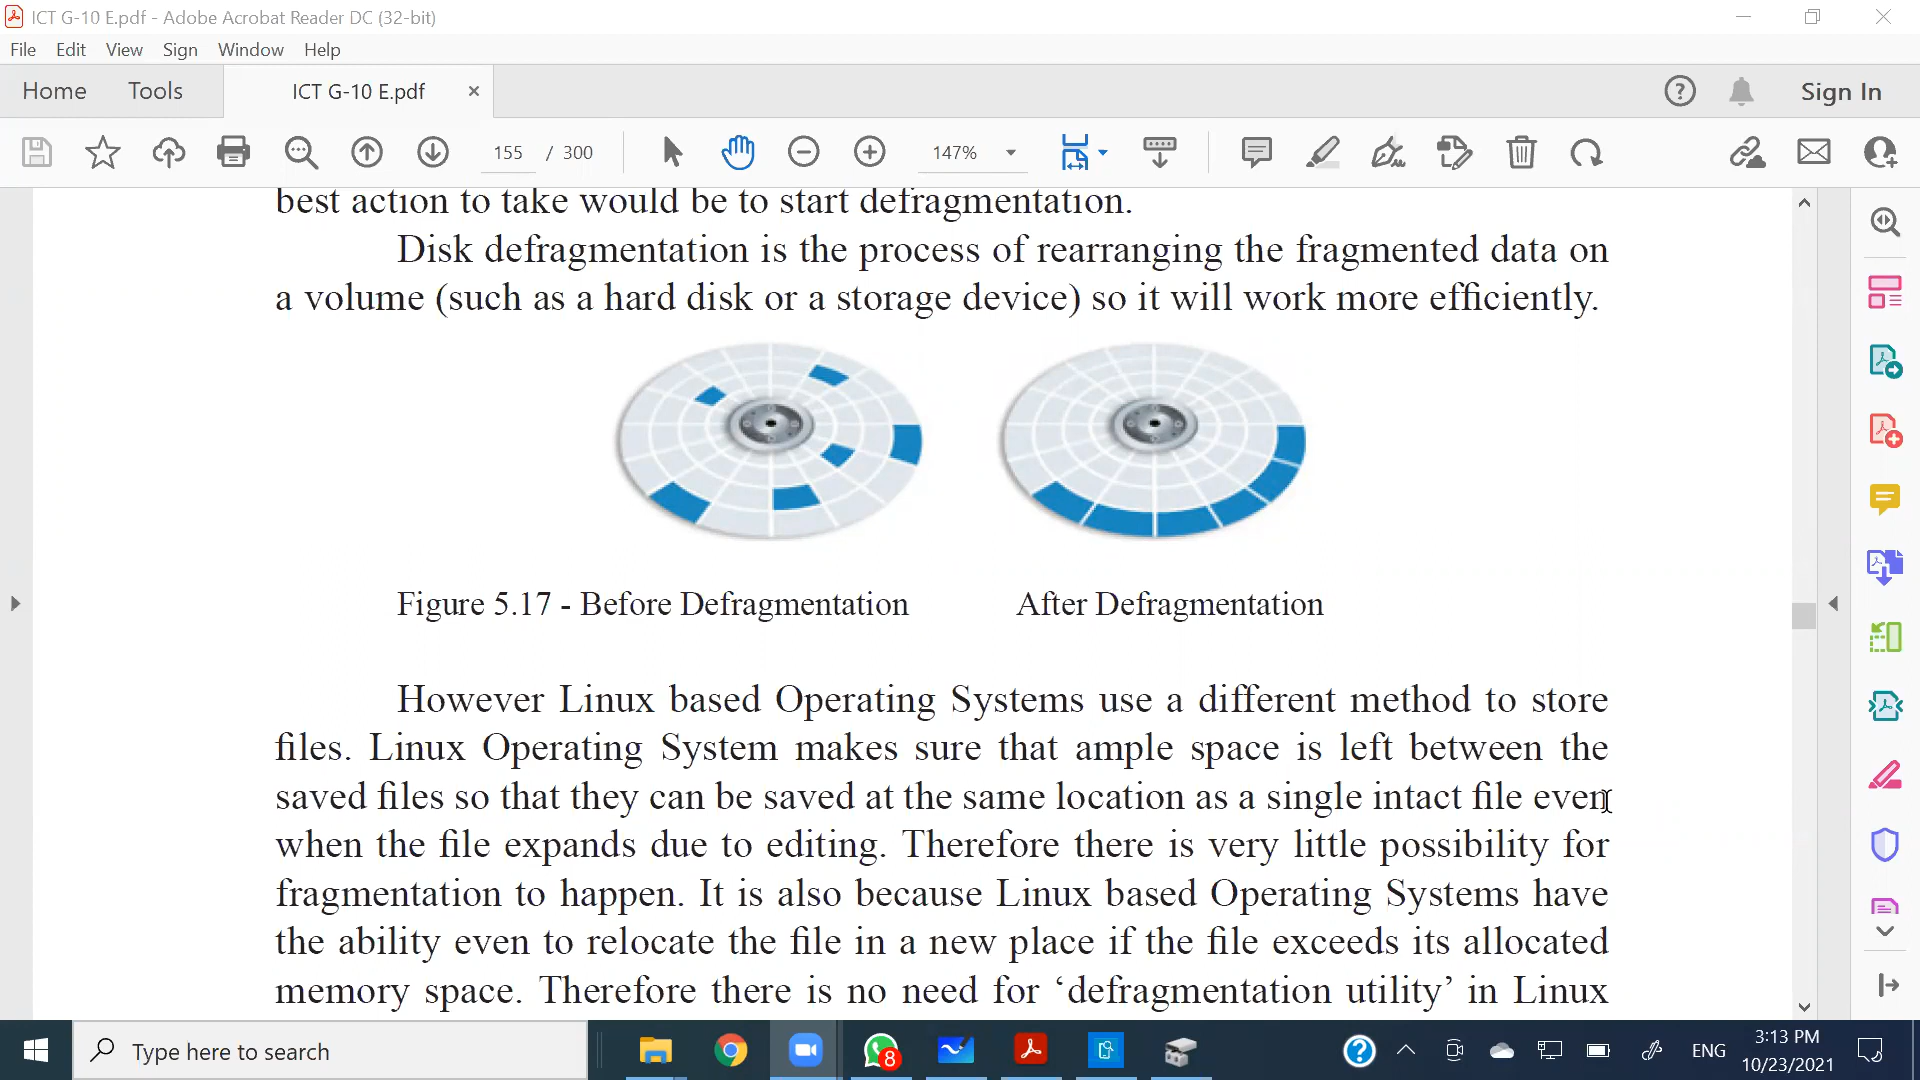 ICT G-10 E.pdf - Adobe Acrobat Reader DC (32-bit)
File Edit View Sign Window Help
Home Tools ICT G-10 E.pdf × Sign In
155 / 300 147%
best action to take would be to start defragmentation.
Disk defragmentation is the process of rearranging the fragmented data on
a volume (such as a hard disk or a storage device) so it will work more efficiently.
Figure 5.17 - Before Defragmentation After Defragmentation
However Linux based Operating Systems use a different method to store
files. Linux Operating System makes sure that ample space is left between the
saved files so that they can be saved at the same location as a single intact file even
when the file expands due to editing. Therefore there is very little possibility for
fragmentation to happen. It is also because Linux based Operating Systems have
the ability even to relocate the file in a new place if the file exceeds its allocated
memory space. Therefore there is no need for ‘defragmentation utility’ in Linux
Type here to search
8
ENG
3:13 PM
10/23/2021